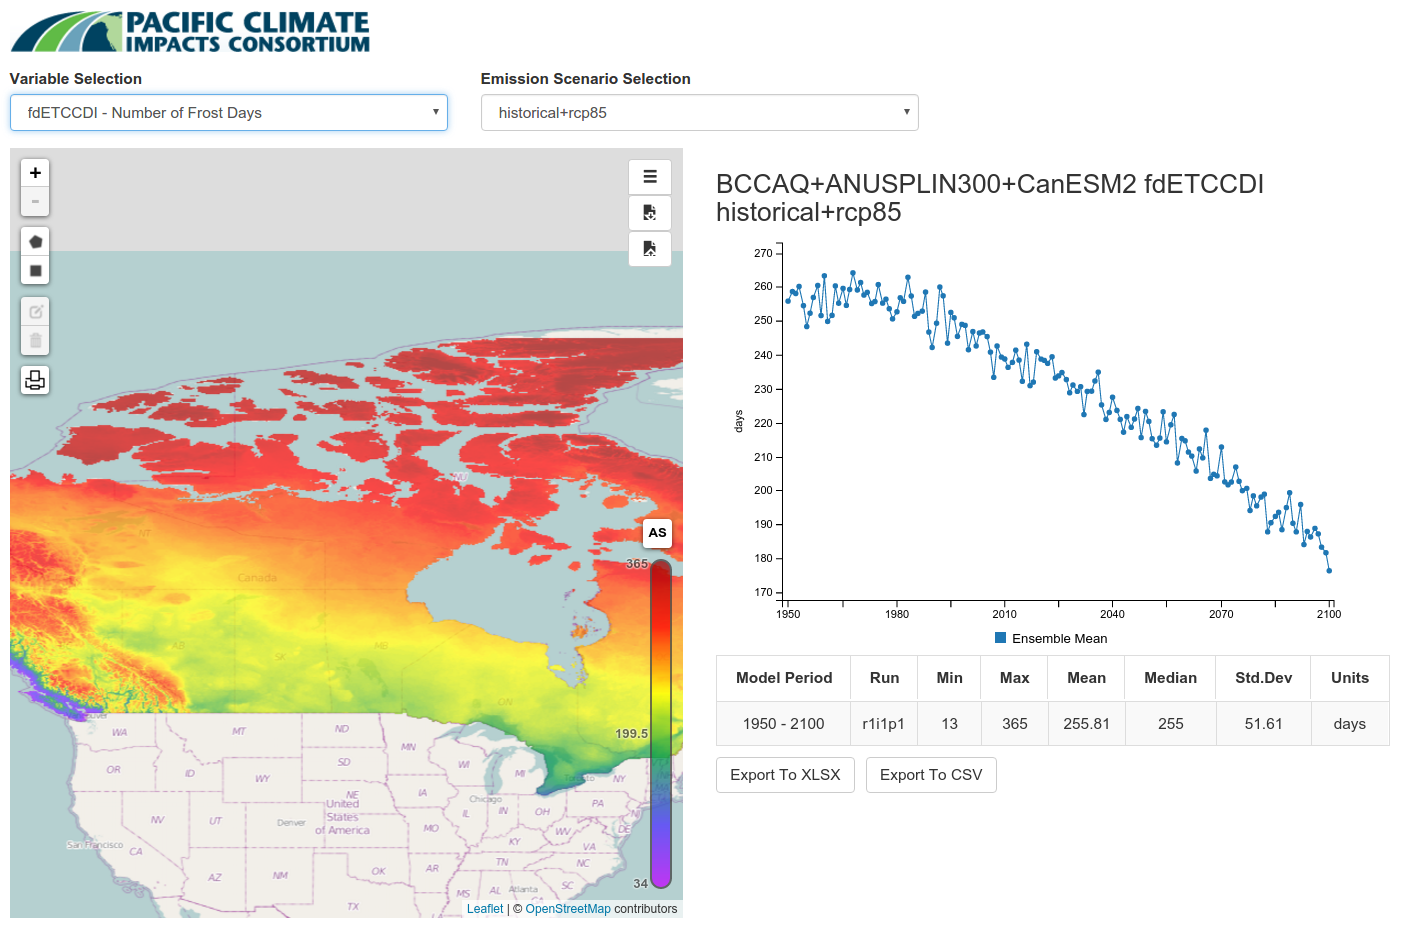 PACIFIC CLIMATE
IMPACTS CONSORTIUM
Variable Selection
Emission Scenario Selection
fdETCCDI - Number of Frost Days
historical+rcp85
+
-
AS
365
199.5
34
NT
NU
Canada
AB
SK
MB
ON
Vancouver
WA
MT
ND
MN
OR
ID
SD
WI
MI
Toronto
NY
WY
IA
Chicago
NE
PA
NV
UT
Denver
United
States
of America
IL
IN
OH
NJ
MO
WV
DE
San Francisco
CA
KY
VA
TN
NC
AZ
NM
OK
AR
MS
AL
Atlanta
SC
TX
LA
GA
Leaflet | © OpenStreetMap contributors
BCCAQ+ANUSPLIN300+CanESM2 fdETCCDI
historical+rcp85
270
260
250
240
230
220
210
200
190
180
170
days
1950 1980 2010 2040 2070 2100
Ensemble Mean
Model Period Run Min Max Mean Median Std.Dev Units
1950 - 2100 r1i1p1 13 365 255.81 255 51.61 days
Export To XLSX Export To CSV